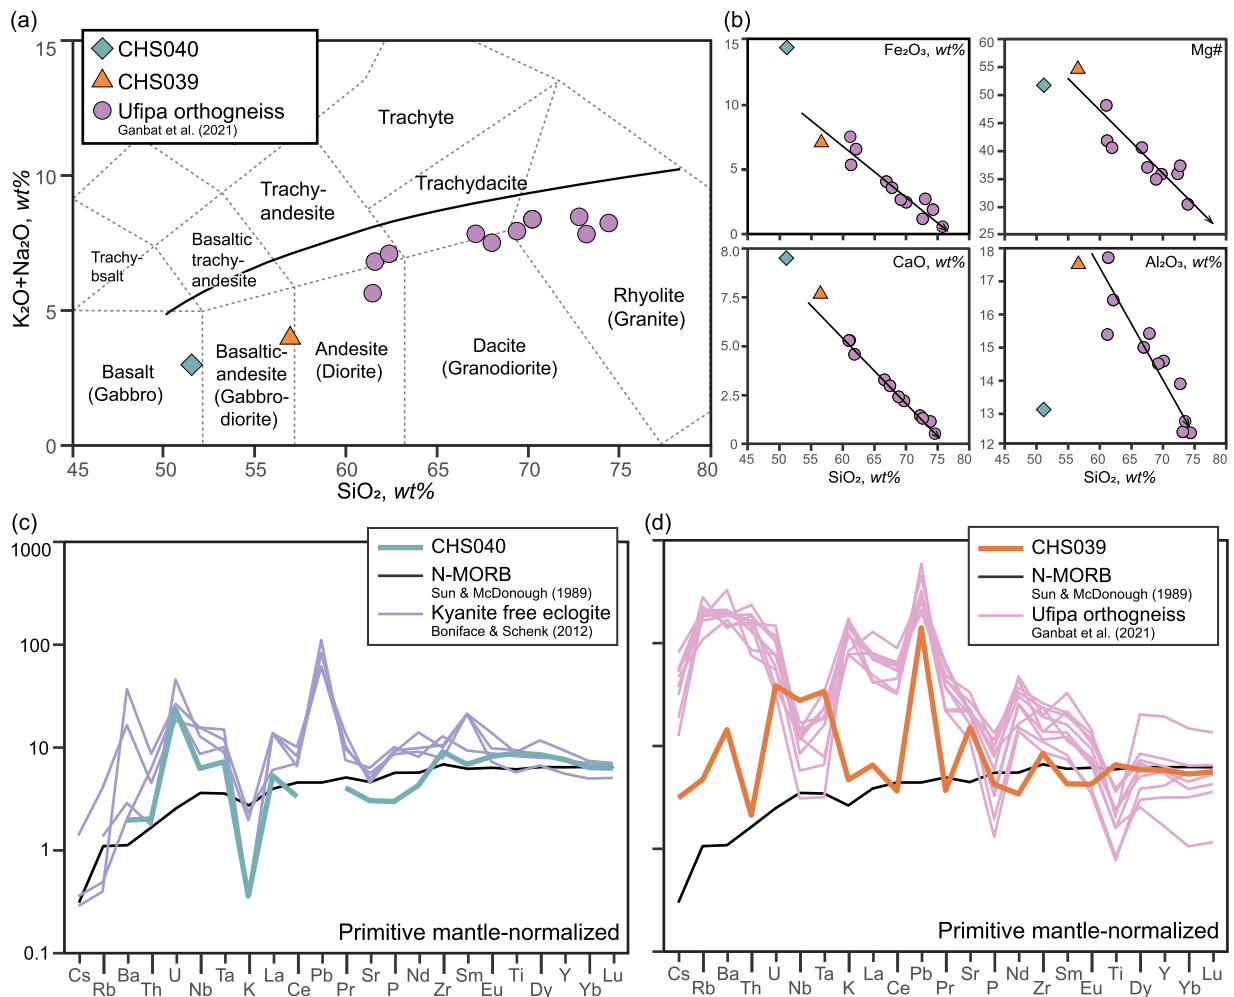 (a)
CHS040
CHS039
Ufipa orthogneiss
Ganbat et al. (2021)
15
10
5
0
K₂O+Na₂O, wt%
Trachyte
Trachydacite
Trachy-
andesite
Basaltic
trachy-
andesite
Trachy-
bsalt
Rhyolite
(Granite)
Dacite
(Granodiorite)
Andesite
(Diorite)
Basaltic-
andesite
(Gabbro-
diorite)
Basalt
(Gabbro)
45 50 55 60 65 70 75 80
SiO₂, wt%
(b)
Fe₂O₃, wt%
15
10
5
0
Mg#
60
55
50
45
40
35
30
25
CaO, wt%
8.0
7.5
5.0
2.5
0
45 50 55 60 65 70 75 80
SiO₂, wt%
Al₂O₃, wt%
18
17
16
15
14
13
12
45 50 55 60 65 70 75 80
SiO₂, wt%
(c)
CHS040
N-MORB
Sun & McDonough (1989)
Kyanite free eclogite
Boniface & Schenk (2012)
1000
100
10
1
0.1
Primitive mantle-normalized
Cs Rb Ba Th U Nb Ta K La Ce Pb Pr Sr P Nd Zr Sm Eu Ti Dy Y Yb Lu
(d)
CHS039
N-MORB
Sun & McDonough (1989)
Ufipa orthogneiss
Ganbat et al. (2021)
Primitive mantle-normalized
Cs Rb Ba Th U Nb Ta K La Ce Pb Pr Sr P Nd Zr Sm Eu Ti Dy Y Yb Lu